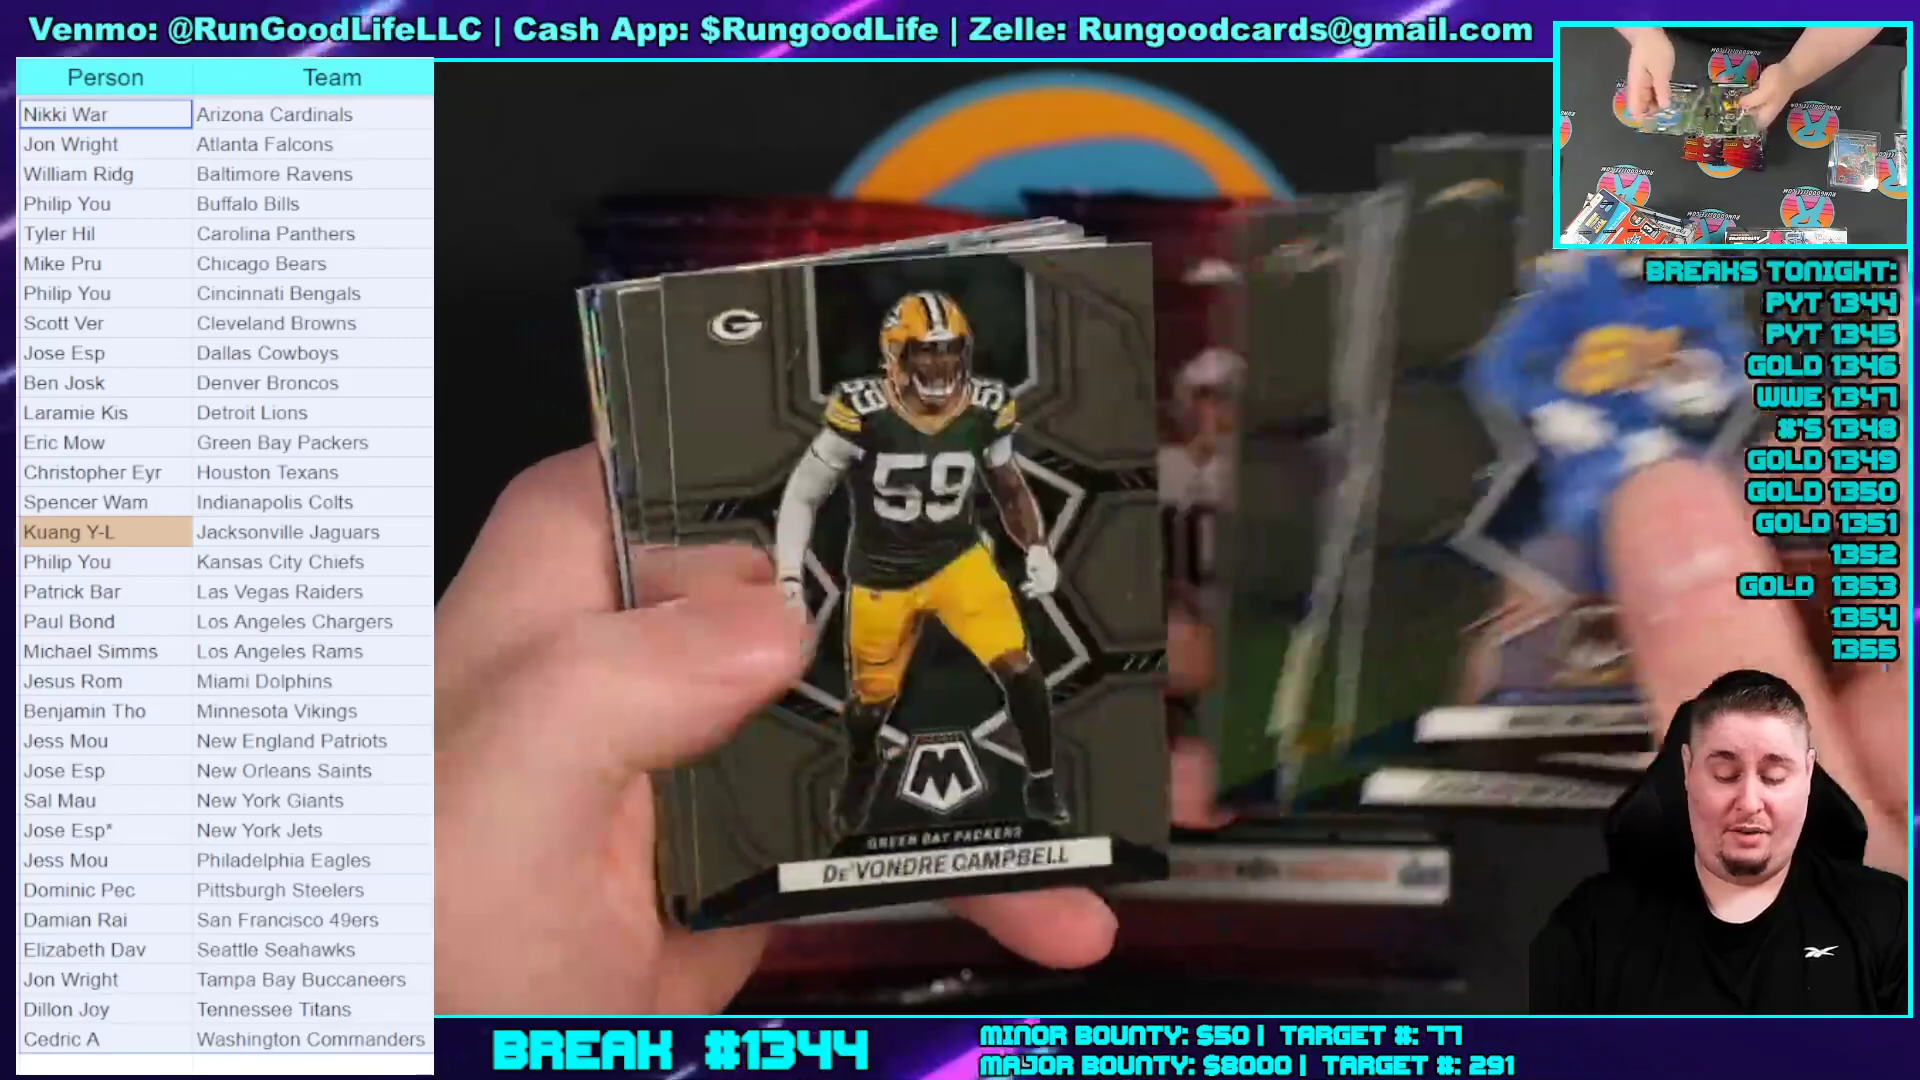 Venmo: @RunGoodLifeLLC | Cash App: $RungoodLife | Zelle: Rungoodcards@gmail.com
Person Team
Nikki War Arizona Cardinals
Jon Wright Atlanta Falcons
William Ridg Baltimore Ravens
Philip You Buffalo Bills
Tyler Hil Carolina Panthers
Mike Pru Chicago Bears
Philip You Cincinnati Bengals
Scott Ver Cleveland Browns
Jose Esp Dallas Cowboys
Ben Josk Denver Broncos
Laramie Kis Detroit Lions
Eric Mow Green Bay Packers
Christopher Eyr Houston Texans
Spencer Wam Indianapolis Colts
Kuang Y-L Jacksonville Jaguars
Philip You Kansas City Chiefs
Patrick Bar Las Vegas Raiders
Paul Bond Los Angeles Chargers
Michael Simms Los Angeles Rams
Jesus Rom Miami Dolphins
Benjamin Tho Minnesota Vikings
Jess Mou New England Patriots
Jose Esp New Orleans Saints
Sal Mau New York Giants
Jose Esp* New York Jets
Jess Mou Philadelphia Eagles
Dominic Pec Pittsburgh Steelers
Damian Rai San Francisco 49ers
Elizabeth Dav Seattle Seahawks
Jon Wright Tampa Bay Buccaneers
Dillon Joy Tennessee Titans
Cedric A Washington Commanders
G
59
59
59
M
GREEN BAY PACKERS
DE'VONDRE CAMPBELL
BREAKS TONIGHT:
PYT 1344
PYT 1345
GOLD 1346
WWE 1347
#'S 1348
GOLD 1349
GOLD 1350
GOLD 1351
1352
GOLD 1353
1354
1355
BREAK #1344
MINOR BOUNTY: $50 | TARGET #: 77
MAJOR BOUNTY: $8000 | TARGET #: 291